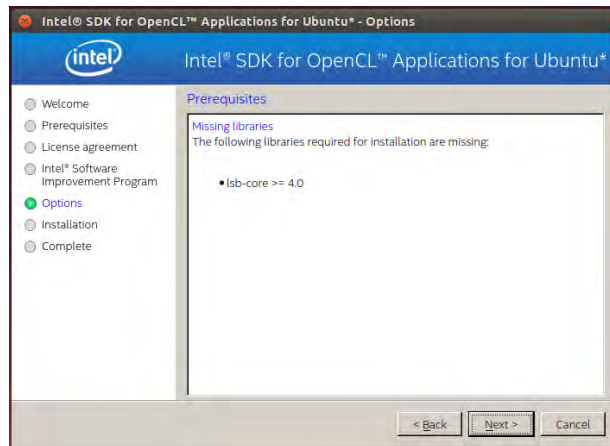 Intel® SDK for OpenCL™ Applications for Ubuntu* - Options
intel
Intel® SDK for OpenCL™ Applications for Ubuntu*
Welcome
Prerequisites
License agreement
Intel® Software
Improvement Program
Options
Installation
Complete
Prerequisites
Missing libraries
The following libraries required for installation are missing:
•lsb-core >= 4.0
< Back
Next >
Cancel